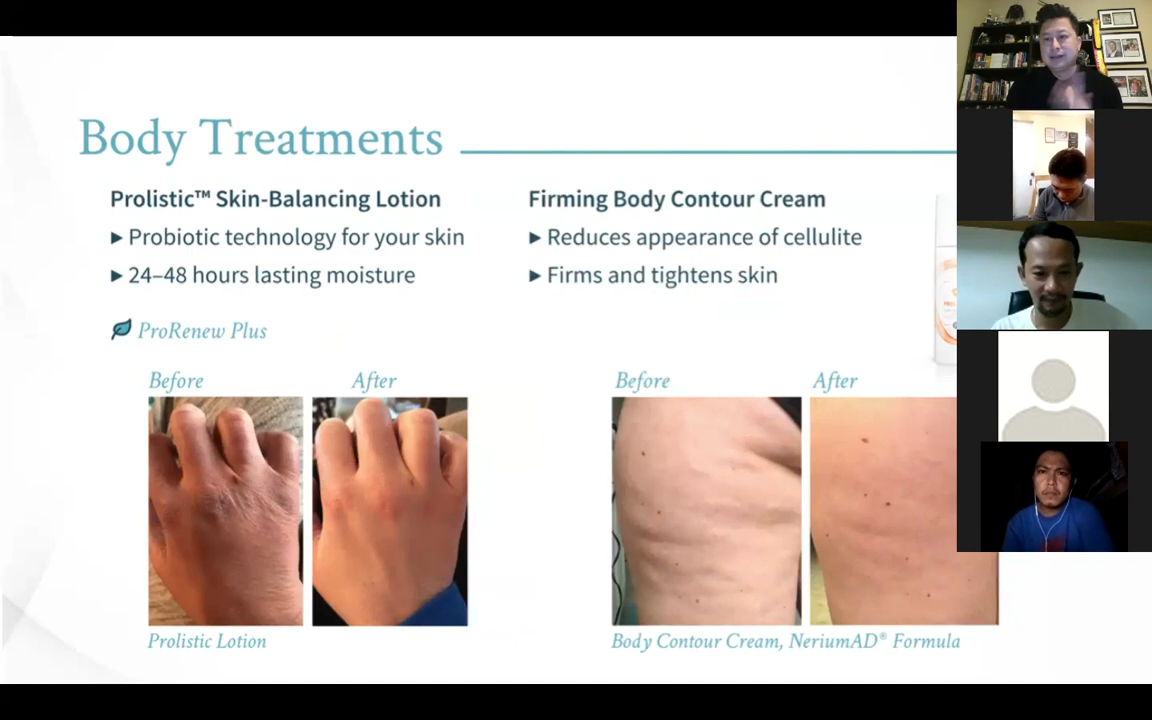 Body Treatments
Prolistic™ Skin-Balancing Lotion
▸ Probiotic technology for your skin
▸ 24–48 hours lasting moisture
ProRenew Plus
Firming Body Contour Cream
▸ Reduces appearance of cellulite
▸ Firms and tightens skin
Before
After
Prolistic Lotion
Before
After
Body Contour Cream, NeriumAD® Formula